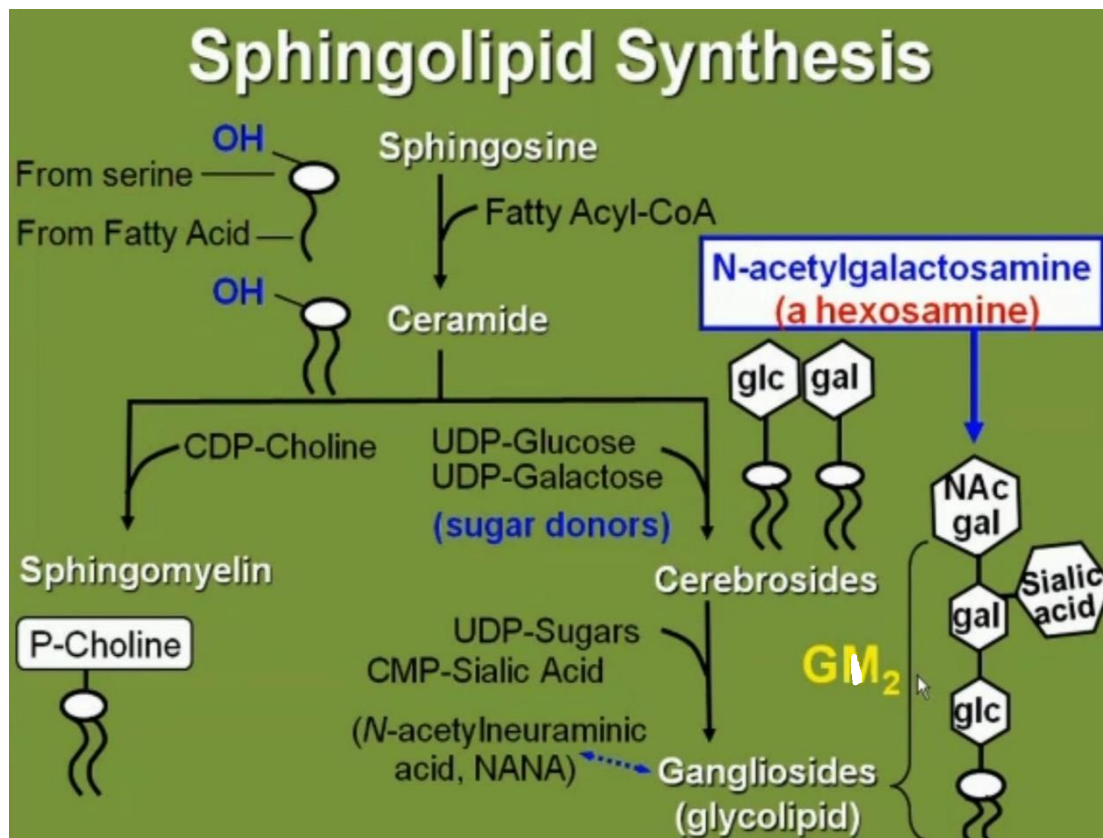 Sphingolipid Synthesis
OH
Sphingosine
From serine
Fatty Acyl-CoA
From Fatty Acid
N-acetylgalactosamine
(a hexosamine)
OH
Ceramide
glc
gal
CDP-Choline
UDP-Glucose
UDP-Galactose
(sugar donors)
NAc
gal
Sphingomyelin
Cerebrosides
Sialic
acid
gal
P-Choline
UDP-Sugars
CMP-Sialic Acid
GM2
glc
(N-acetylneuraminic
acid, NANA)
Gangliosides
(glycolipid)